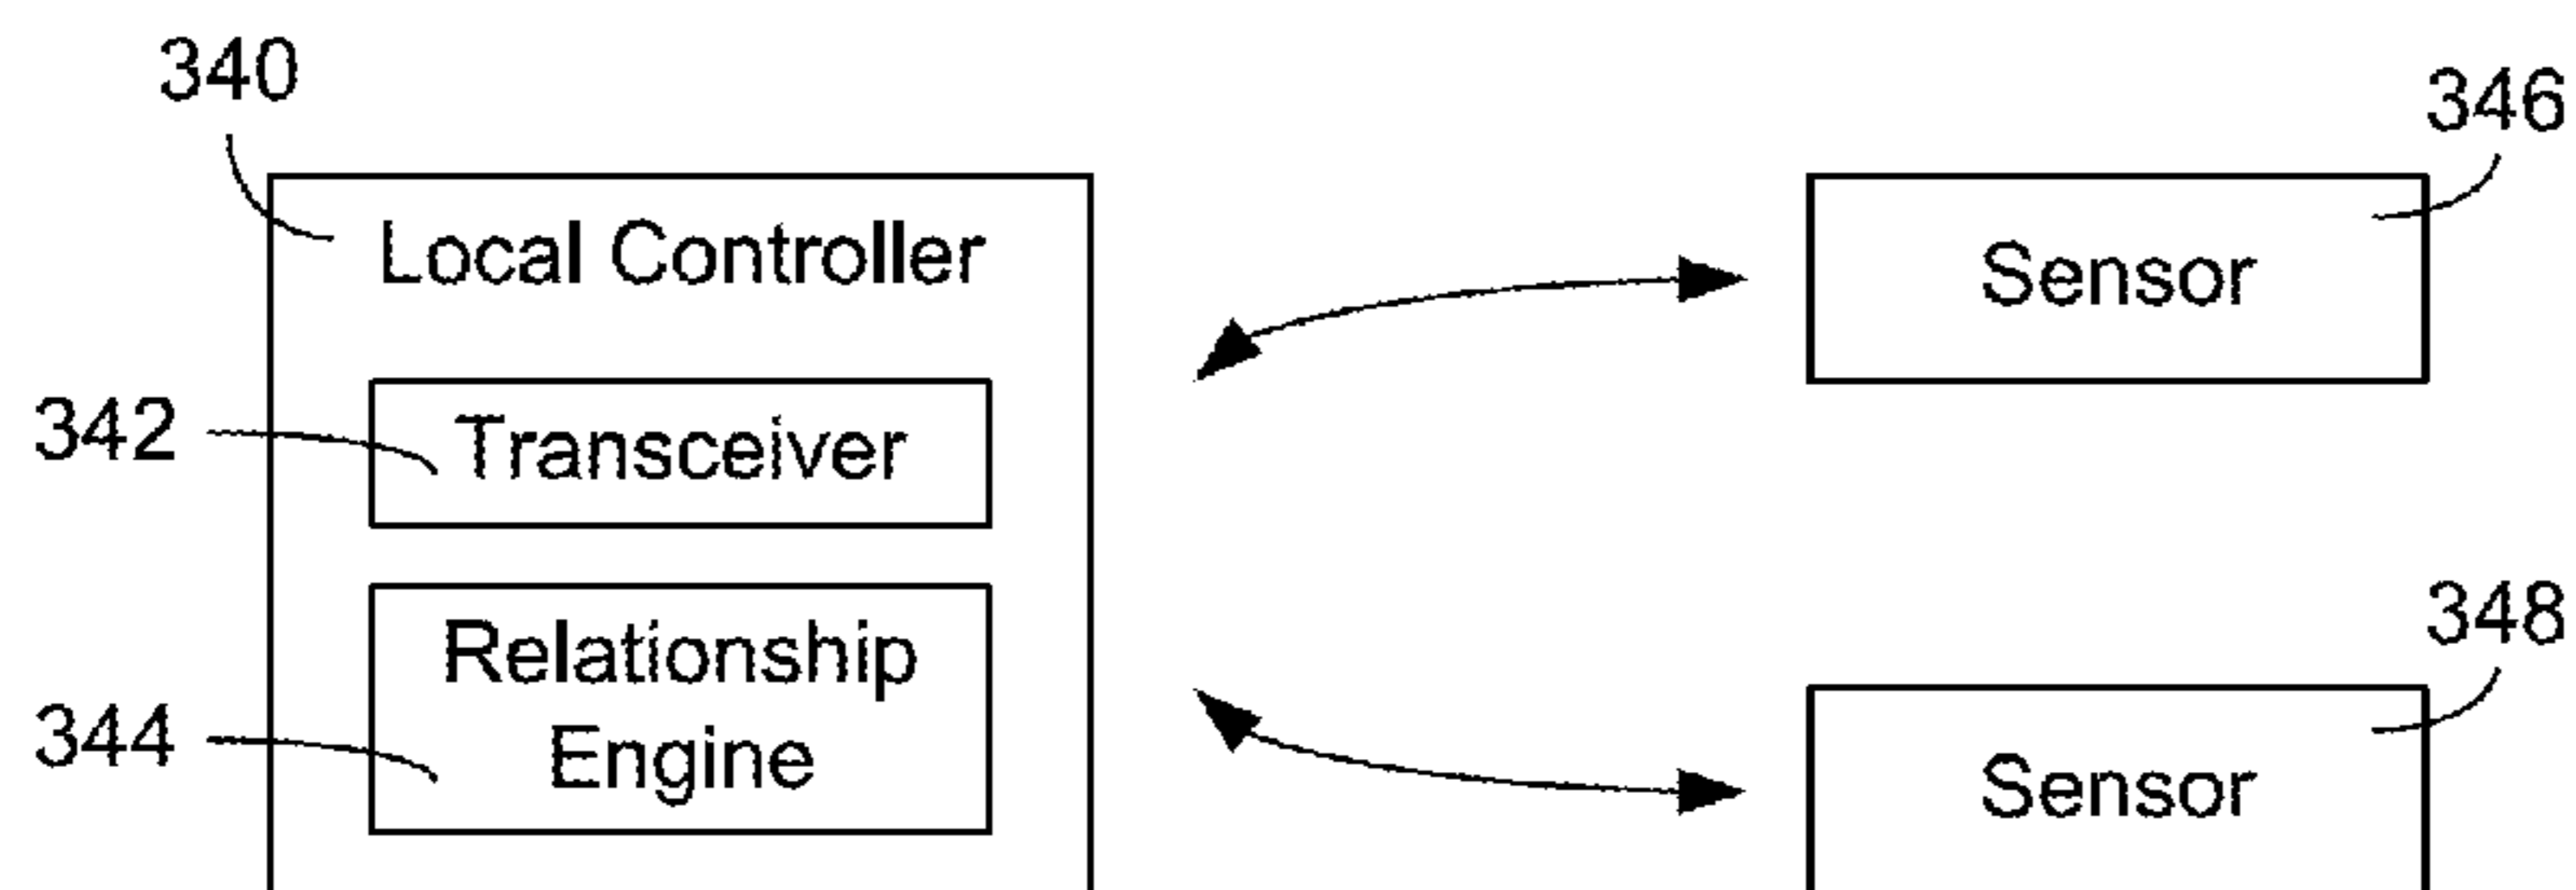 340
346
Local Controller
Sensor
342
Transceiver
348
Relationship
344
Engine
Sensor